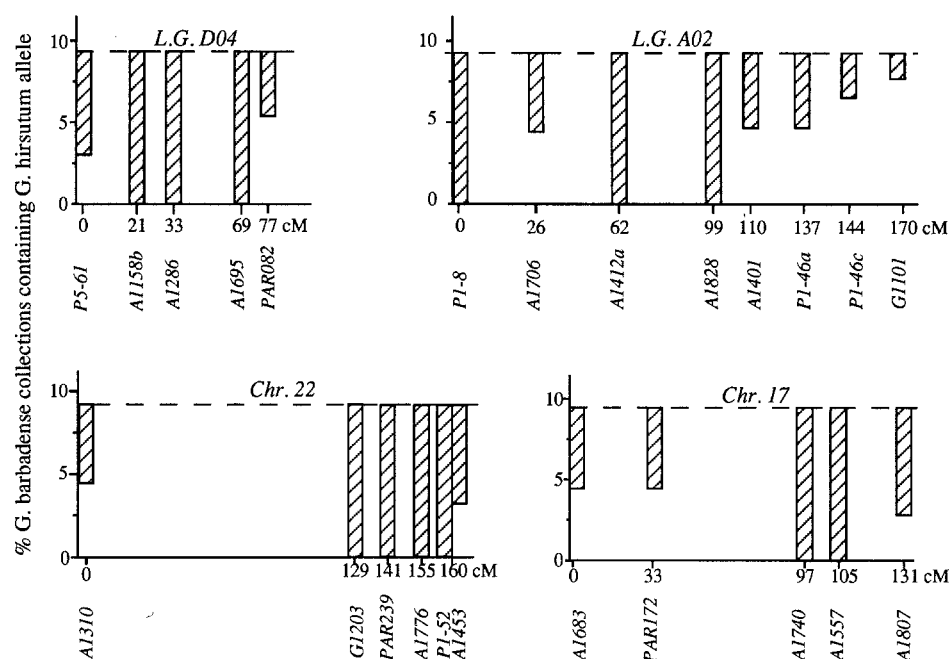 % G. barbadense collections containing G. hirsutum allele
L.G. D04
10
5
0
0 21 33 69 77 cM
P5-61 A1158b A1286 A1695 PAR082
L.G. A02
10
5
0
0 26 62 99 110 137 144 170 cM
P1-8 A1706 A1412a A1828 A1401 P1-46a P1-46c G1101
Chr. 22
10
5
0
0 129 141 155 160 cM
A1310 G1203 PAR239 A1776 P1-52 A1453
Chr. 17
10
5
0
0 33 97 105 131 cM
A1683 PAR172 A1740 A1557 A1807